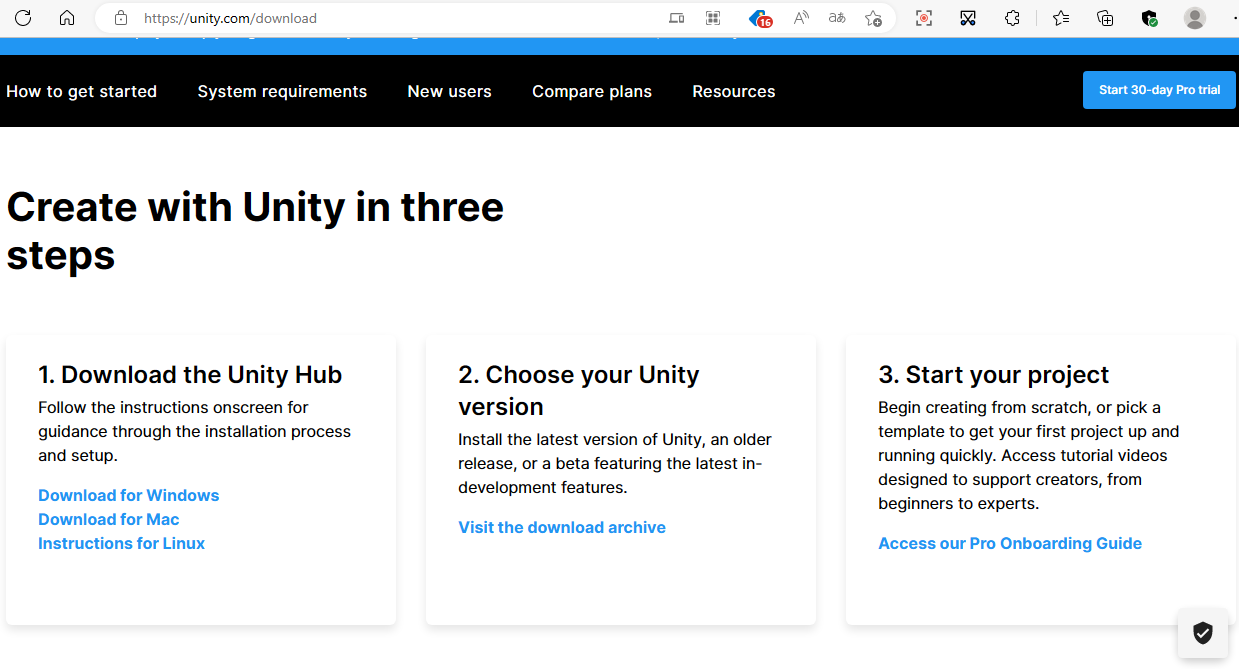 https://unity.com/download
16
How to get started
System requirements
New users
Compare plans
Resources
Start 30-day Pro trial
Create with Unity in three
steps
1. Download the Unity Hub
Follow the instructions onscreen for
guidance through the installation process
and setup.
Download for Windows
Download for Mac
Instructions for Linux
2. Choose your Unity
version
Install the latest version of Unity, an older
release, or a beta featuring the latest in-
development features.
Visit the download archive
3. Start your project
Begin creating from scratch, or pick a
template to get your first project up and
running quickly. Access tutorial videos
designed to support creators, from
beginners to experts.
Access our Pro Onboarding Guide